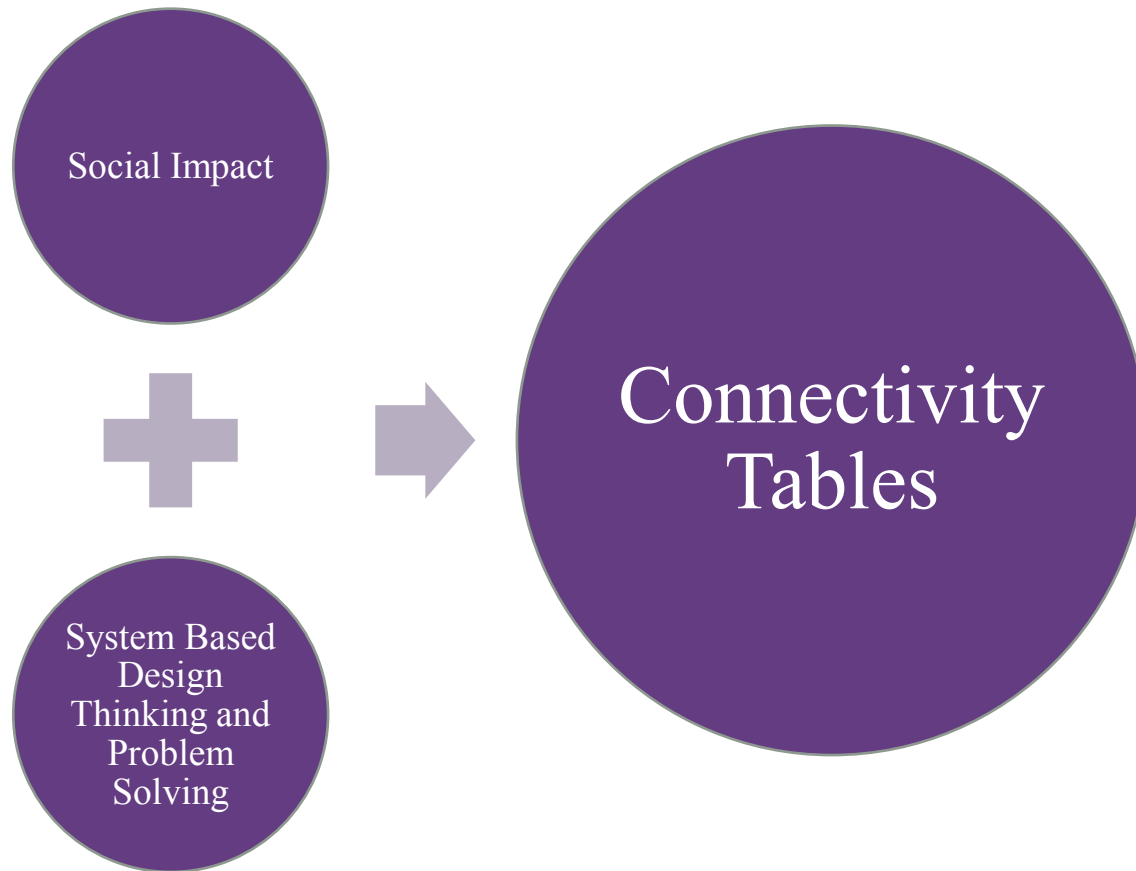 Social Impact
System Based
Design
Thinking and
Problem
Solving
Connectivity
Tables